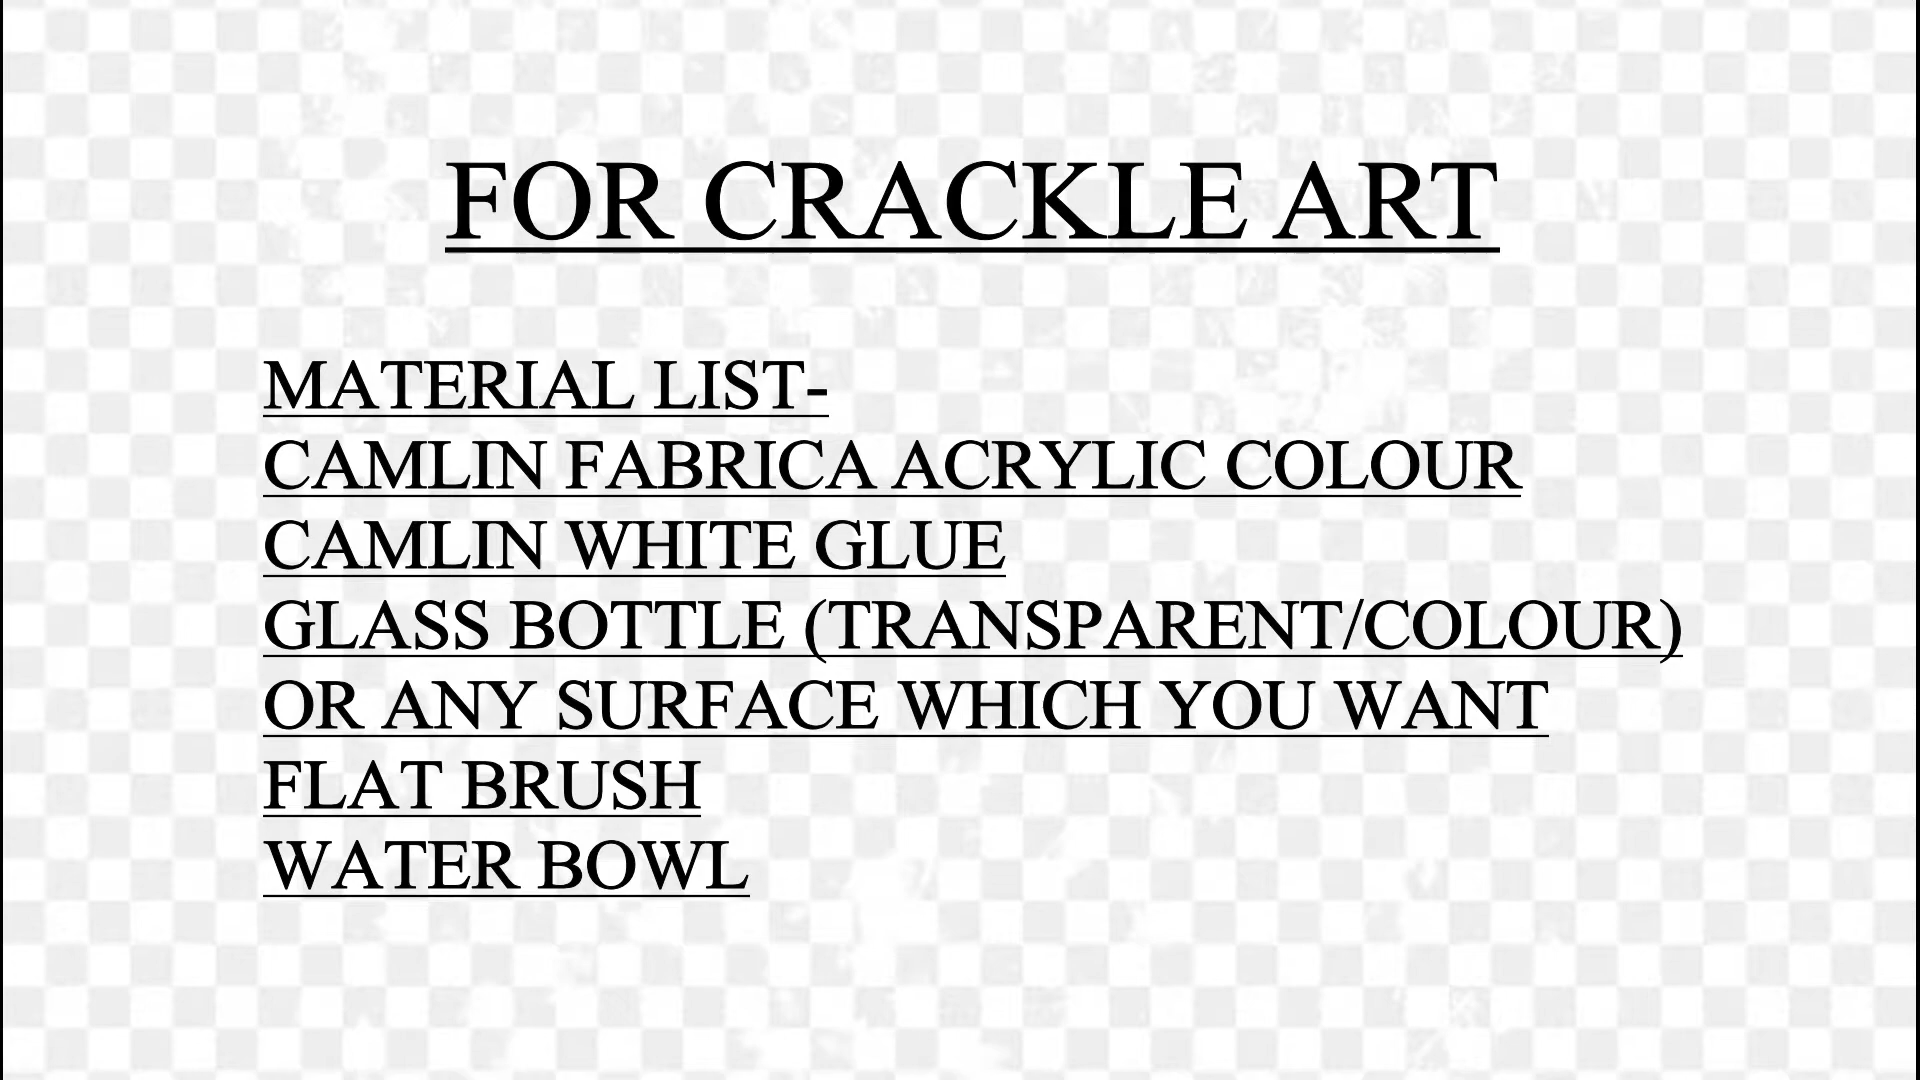 FOR CRACKLE ART
MATERIAL LIST-
CAMLIN FABRICA ACRYLIC COLOUR
CAMLIN WHITE GLUE
GLASS BOTTLE (TRANSPARENT/COLOUR)
OR ANY SURFACE WHICH YOU WANT
FLAT BRUSH
WATER BOWL